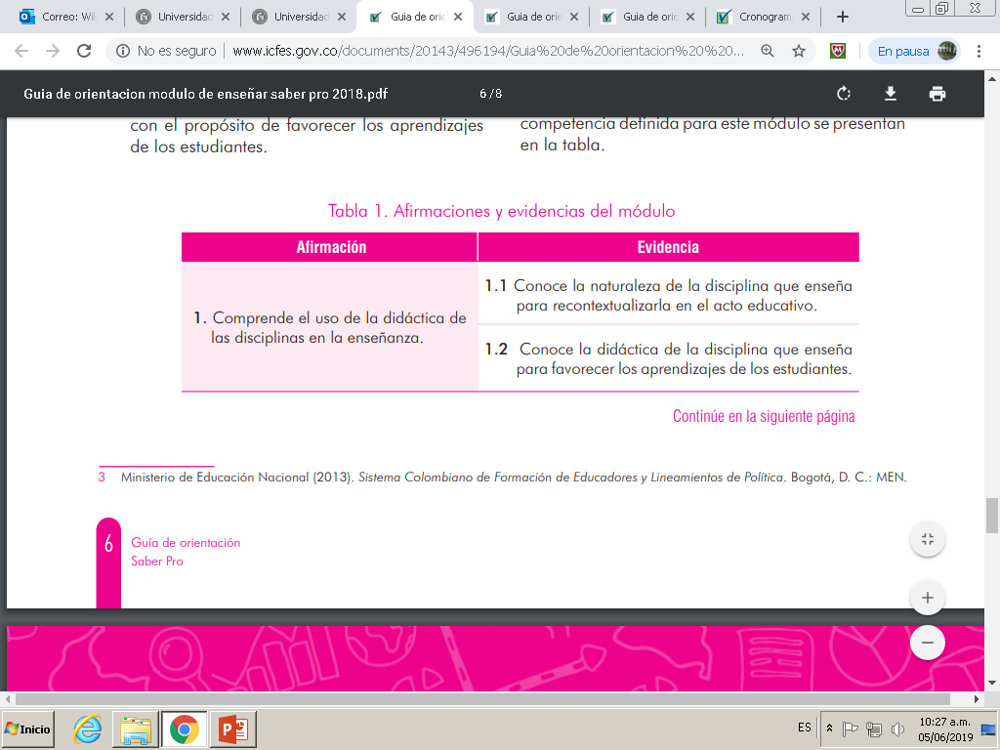 Correo: Wil
Universidad
Universidad
Guia de orie
Guia de orie
Guia de orie
Cronogram
No es seguro | www.icfes.gov.co/documents/20143/496194/Guia%20de%20orientacion%20%20...
En pausa
Guia de orientacion modulo de enseñar saber pro 2018.pdf
6 / 8
con el propósito de favorecer los aprendizajes
de los estudiantes.
competencia definida para este módulo se presentan
en la tabla.
Tabla 1. Afirmaciones y evidencias del módulo
Afirmación
Evidencia
1. Comprende el uso de la didáctica de
las disciplinas en la enseñanza.
1.1 Conoce la naturaleza de la disciplina que enseña
para recontextualizarla en el acto educativo.
1.2 Conoce la didáctica de la disciplina que enseña
para favorecer los aprendizajes de los estudiantes.
Continúe en la siguiente página
3 Ministerio de Educación Nacional (2013). Sistema Colombiano de Formación de Educadores y Lineamientos de Política. Bogotá, D. C.: MEN.
6
Guía de orientación
Saber Pro
Inicio
ES
10:27 a.m.
05/06/2019